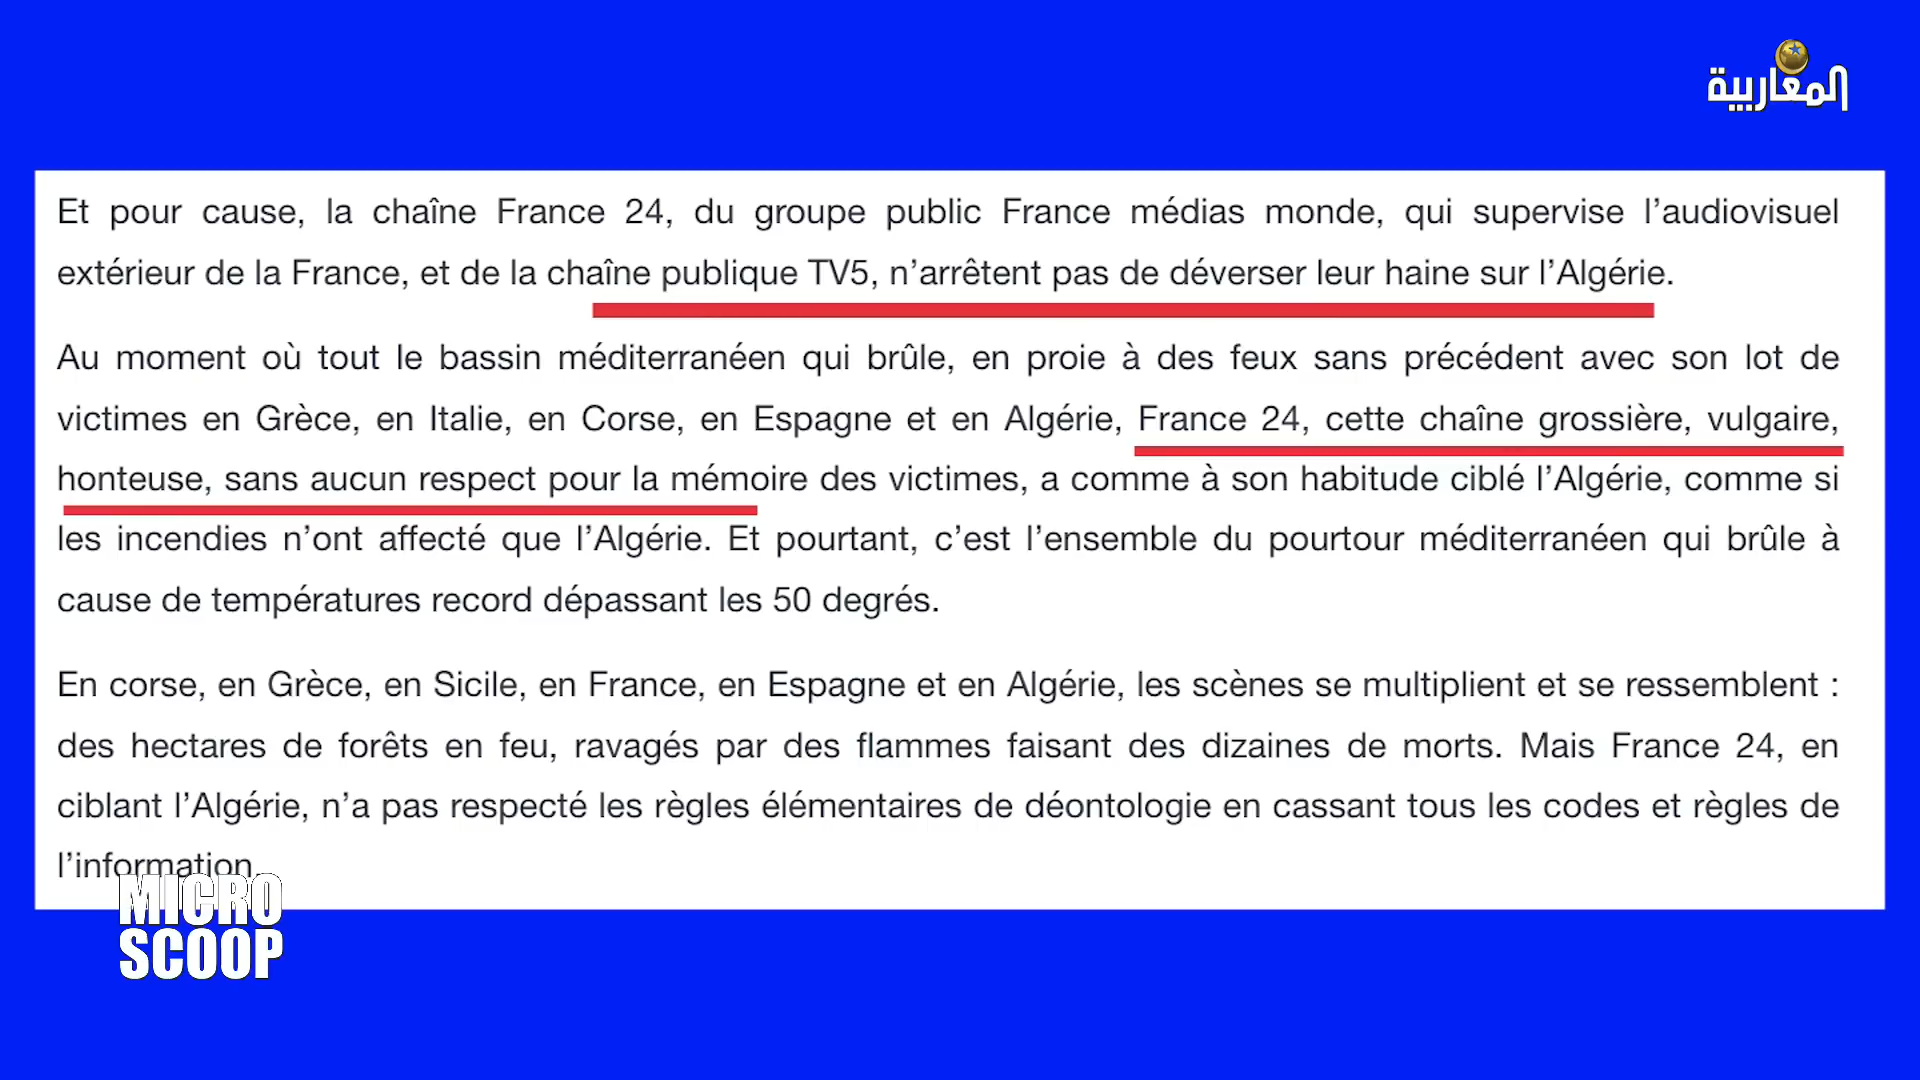 المغاربية
Et pour cause, la chaîne France 24, du groupe public France médias monde, qui supervise l’audiovisuel
extérieur de la France, et de la chaîne publique TV5, n’arrêtent pas de déverser leur haine sur l’Algérie.
Au moment où tout le bassin méditerranéen qui brûle, en proie à des feux sans précédent avec son lot de
victimes en Grèce, en Italie, en Corse, en Espagne et en Algérie, France 24, cette chaîne grossière, vulgaire,
honteuse, sans aucun respect pour la mémoire des victimes, a comme à son habitude ciblé l’Algérie, comme si
les incendies n’ont affecté que l’Algérie. Et pourtant, c’est l’ensemble du pourtour méditerranéen qui brûle à
cause de températures record dépassant les 50 degrés.
En corse, en Grèce, en Sicile, en France, en Espagne et en Algérie, les scènes se multiplient et se ressemblent :
des hectares de forêts en feu, ravagés par des flammes faisant des dizaines de morts. Mais France 24, en
ciblant l’Algérie, n’a pas respecté les règles élémentaires de déontologie en cassant tous les codes et règles de
l’information.
MICRO
SCOOP